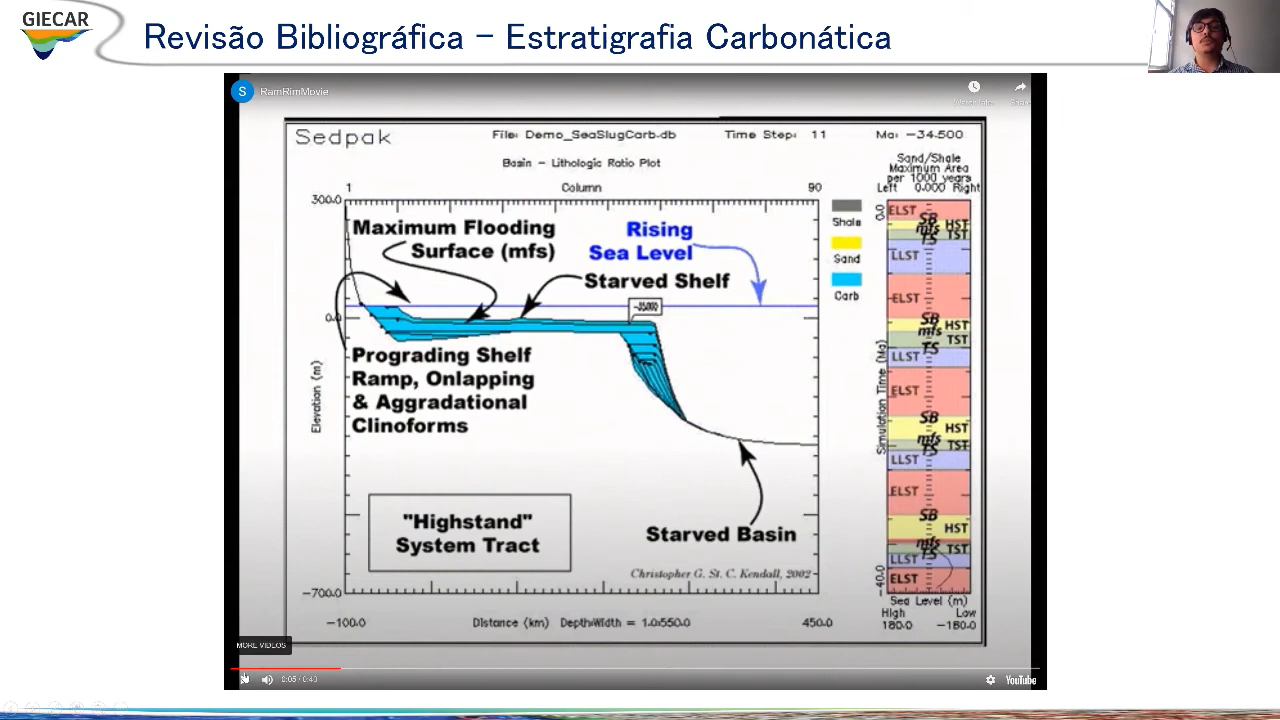 GIECAR
Revisão Bibliográfica – Estratigrafia Carbonática
S
RamRimMovie
Sedpak
File: Demo_SeaSlugCarb.db
Time Step: 11
Ma: -34.500
Basin - Lithologic Ratio Plot
Sand/Shale
Maximum Area
per 1000 years
Left 0.000 Right
1
Column
90
300.0
0.0
-700.0
Elevation (m)
Maximum Flooding
Surface (mfs)
Rising
Sea Level
Starved Shelf
Prograding Shelf
Ramp, Onlapping
& Aggradational
Clinoforms
"Highstand"
System Tract
Starved Basin
Christopher G. St. C. Kendall, 2002
-100.0
Distance (km) Depth:Width = 1.0:550.0
450.0
Shale
Sand
Carb
0.0
Simulation Time (Ma)
-40.0
ELST
SB
HST
mfs
TST
TS
LLST
ELST
SB
HST
mfs
TST
TS
LLST
ELST
SB
HST
mfs
TST
TS
LLST
ELST
SB
HST
mfs
TST
TS
LLST
ELST
Sea Level (m)
High Low
180.0 -180.0
MORE VIDEOS
0:05 / 0:40
YouTube